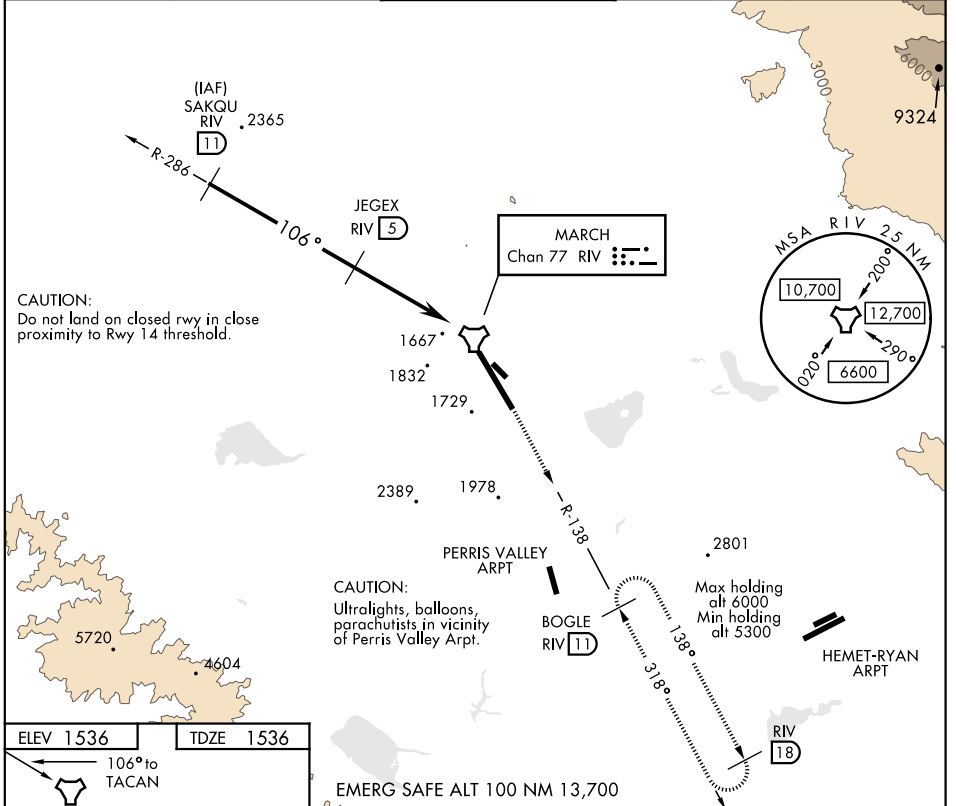 (IAF)
SAKQU
RIV
11
2365
R-286
106°
JEGEX
RIV 5
MARCH
Chan 77 RIV
3000
6000
9324
MSA RIV 25 NM
200°
10,700
12,700
290°
020°
6600
CAUTION:
Do not land on closed rwy in close
proximity to Rwy 14 threshold.
1667
1832
1729
2389
1978
R-138
2801
PERRIS VALLEY
ARPT
CAUTION:
Ultralights, balloons,
parachutists in vicinity
of Perris Valley Arpt.
BOGLE
RIV 11
Max holding
alt 6000
Min holding
alt 5300
138°
318°
HEMET-RYAN
ARPT
5720
4604
RIV
18
ELEV 1536
TDZE 1536
106° to
TACAN
EMERG SAFE ALT 100 NM 13,700